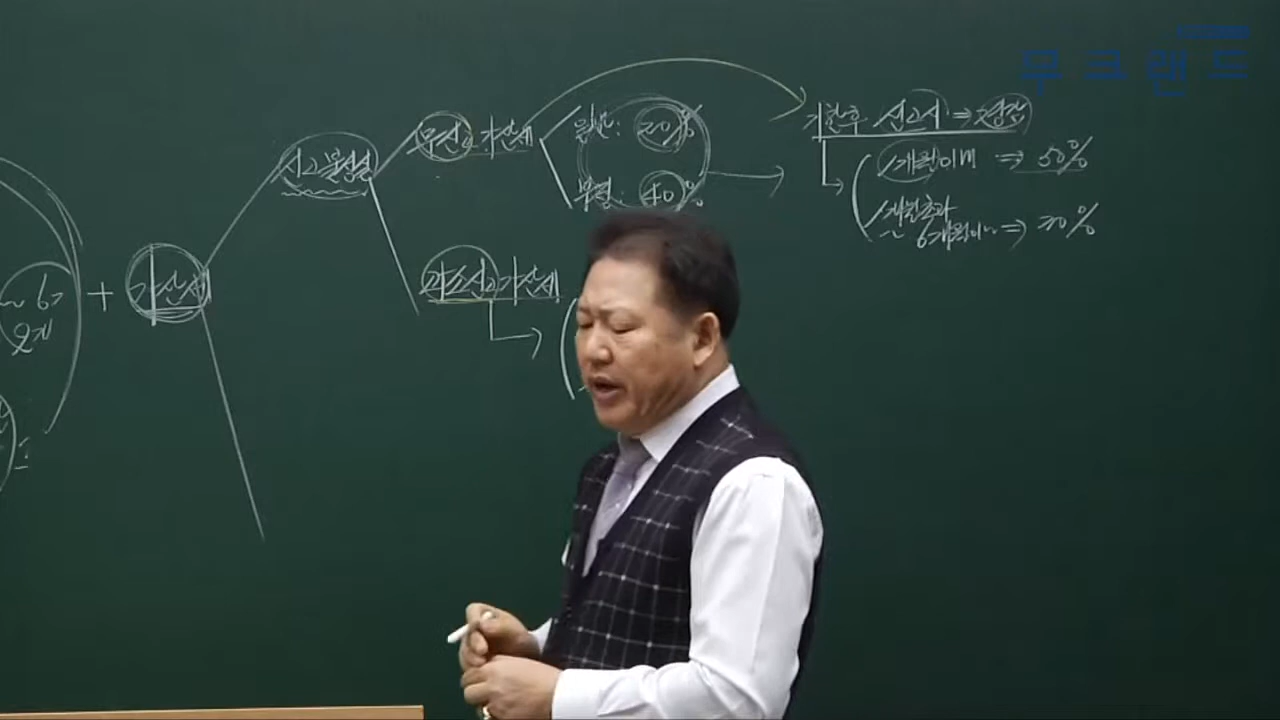 무크랜드
가산세
신고불성실
무신고가산세
일반: 20%
부정: 40%
기한후 신고시 ⇒ 경감
1개월이내 ⇒ 50%
1개월초과
6개월이내 ⇒ 20%
과소신고가산세
+